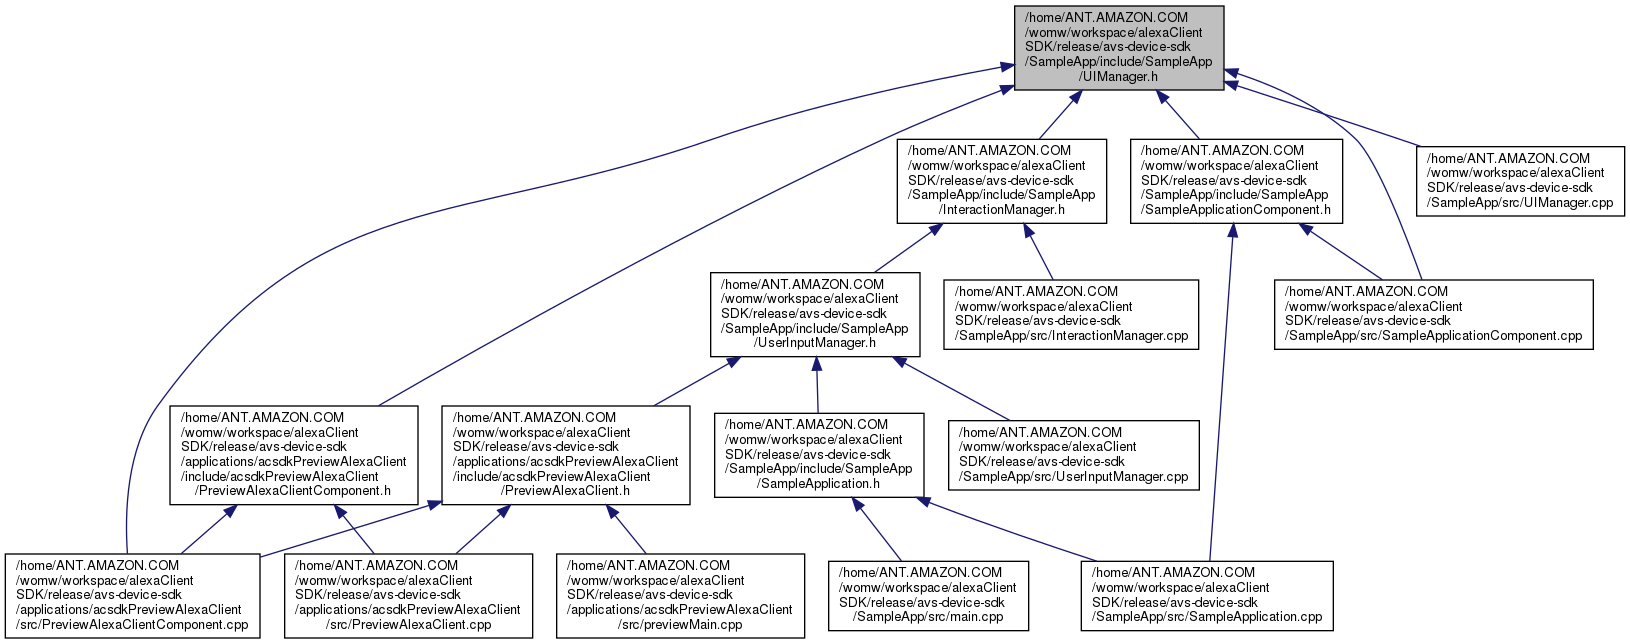 /home/ANT.AMAZON.COM
/womw/workspace/alexaClient
SDK/release/avs-device-sdk
/SampleApp/include/SampleApp
/UIManager.h
/home/ANT.AMAZON.COM
/womw/workspace/alexaClient
SDK/release/avs-device-sdk
/SampleApp/include/SampleApp
/InteractionManager.h
/home/ANT.AMAZON.COM
/womw/workspace/alexaClient
SDK/release/avs-device-sdk
/SampleApp/include/SampleApp
/SampleApplicationComponent.h
/home/ANT.AMAZON.COM
/womw/workspace/alexaClient
SDK/release/avs-device-sdk
/SampleApp/src/UIManager.cpp
/home/ANT.AMAZON.COM
/womw/workspace/alexaClient
SDK/release/avs-device-sdk
/SampleApp/include/SampleApp
/UserInputManager.h
/home/ANT.AMAZON.COM
/womw/workspace/alexaClient
SDK/release/avs-device-sdk
/SampleApp/src/InteractionManager.cpp
/home/ANT.AMAZON.COM
/womw/workspace/alexaClient
SDK/release/avs-device-sdk
/SampleApp/src/SampleApplicationComponent.cpp
/home/ANT.AMAZON.COM
/womw/workspace/alexaClient
SDK/release/avs-device-sdk
/applications/acsdkPreviewAlexaClient
/include/acsdkPreviewAlexaClient
/PreviewAlexaClientComponent.h
/home/ANT.AMAZON.COM
/womw/workspace/alexaClient
SDK/release/avs-device-sdk
/applications/acsdkPreviewAlexaClient
/include/acsdkPreviewAlexaClient
/PreviewAlexaClient.h
/home/ANT.AMAZON.COM
/womw/workspace/alexaClient
SDK/release/avs-device-sdk
/SampleApp/include/SampleApp
/SampleApplication.h
/home/ANT.AMAZON.COM
/womw/workspace/alexaClient
SDK/release/avs-device-sdk
/SampleApp/src/UserInputManager.cpp
/home/ANT.AMAZON.COM
/womw/workspace/alexaClient
SDK/release/avs-device-sdk
/applications/acsdkPreviewAlexaClient
/src/PreviewAlexaClientComponent.cpp
/home/ANT.AMAZON.COM
/womw/workspace/alexaClient
SDK/release/avs-device-sdk
/applications/acsdkPreviewAlexaClient
/src/PreviewAlexaClient.cpp
/home/ANT.AMAZON.COM
/womw/workspace/alexaClient
SDK/release/avs-device-sdk
/applications/acsdkPreviewAlexaClient
/src/previewMain.cpp
/home/ANT.AMAZON.COM
/womw/workspace/alexaClient
SDK/release/avs-device-sdk
/SampleApp/src/main.cpp
/home/ANT.AMAZON.COM
/womw/workspace/alexaClient
SDK/release/avs-device-sdk
/SampleApp/src/SampleApplication.cpp